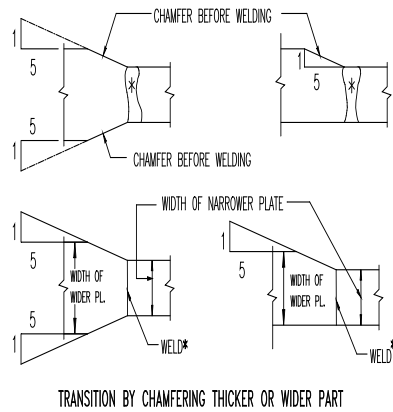 CHAMFER BEFORE WELDING
1
5
1
5
5
1
CHAMFER BEFORE WELDING
WIDTH OF NARROWER PLATE
1
5
WIDTH OF
WIDER PL.
5
1
WELD*
1
5
WIDTH OF
WIDER PL.
WELD*
TRANSITION BY CHAMFERING THICKER OR WIDER PART